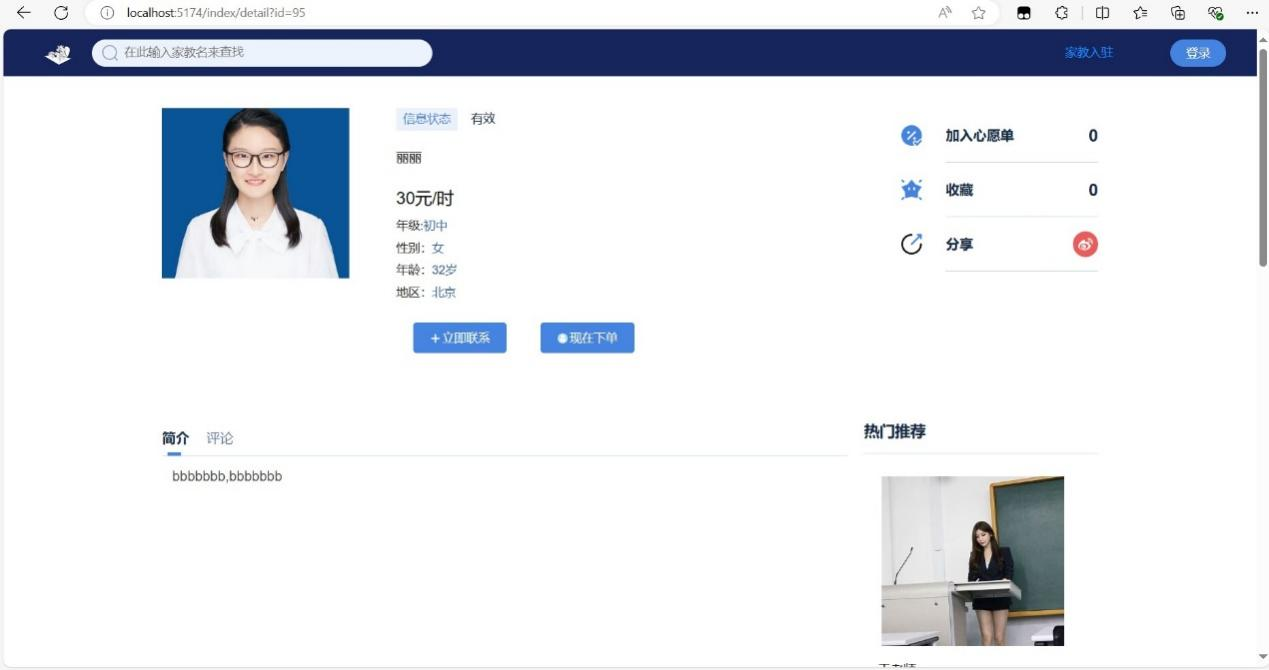 localhost:5174/index/detail?id=95
在此输入家教名来查找
家教入驻
登录
信息状态 有效
丽丽
30元/时
年级:初中
性别：女
年龄：32岁
地区：北京
+立即联系
现在下单
加入心愿单 0
收藏 0
分享
简介 评论
bbbbbbb,bbbbbbb
热门推荐